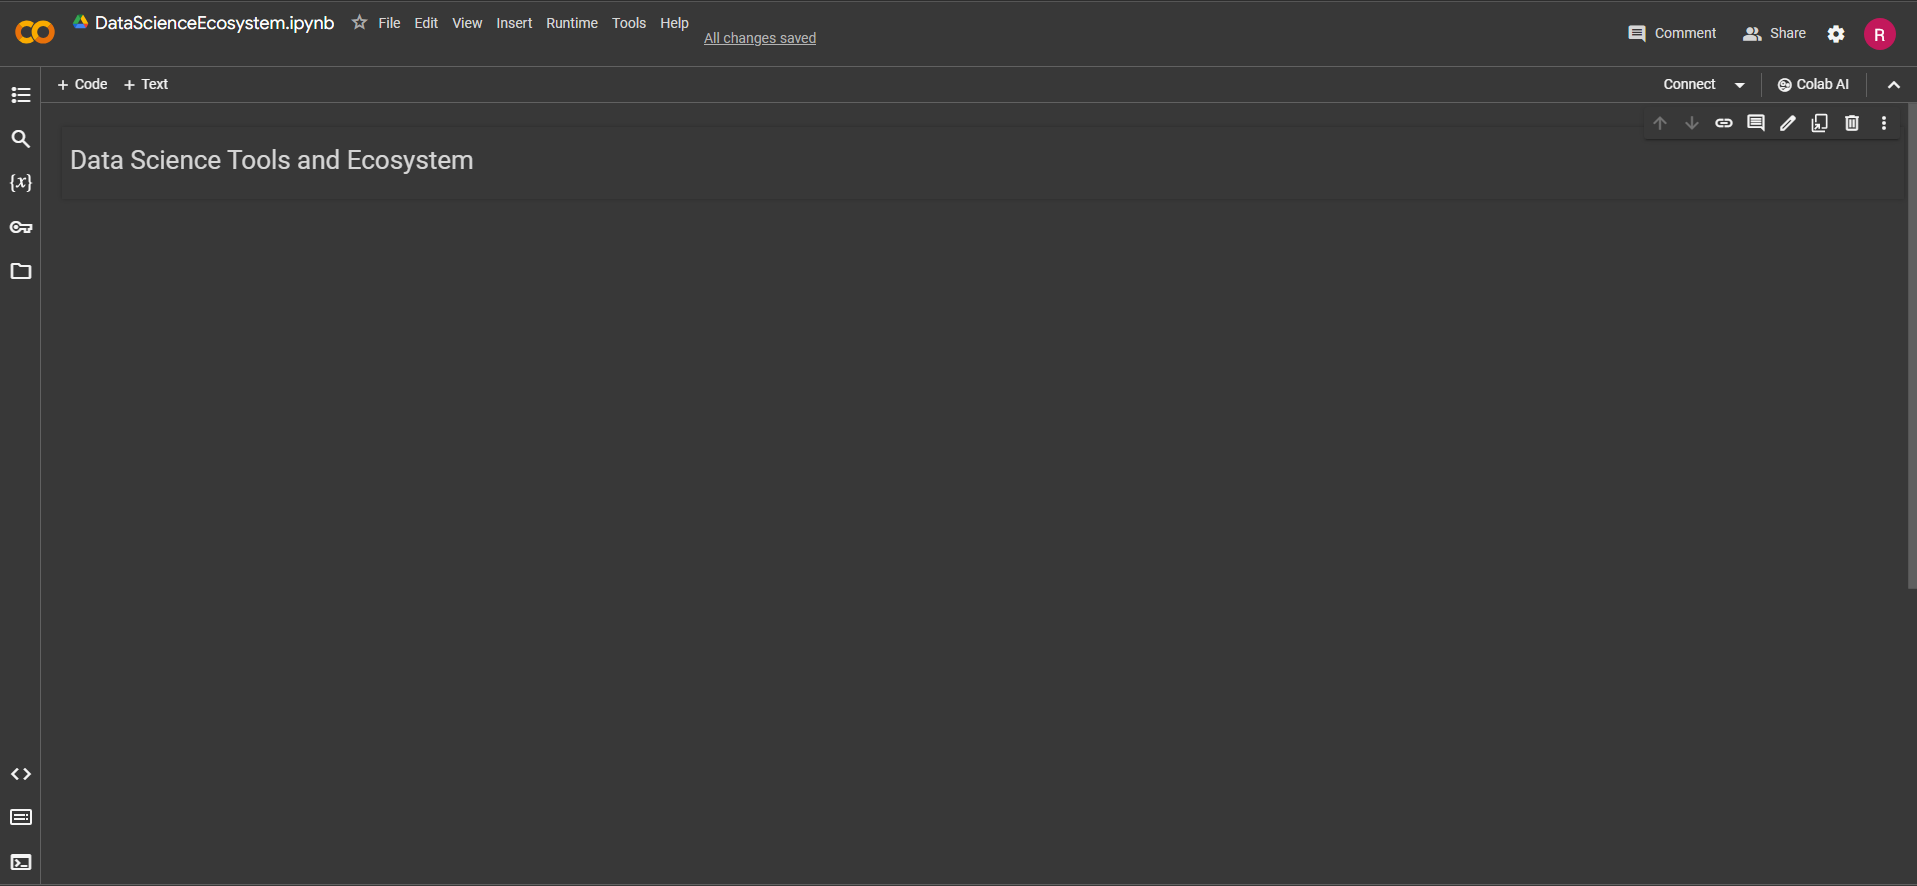 DataScienceEcosystem.ipynb
File Edit View Insert Runtime Tools Help
All changes saved
Comment Share R
+ Code + Text
Connect Colab AI
{x}
Data Science Tools and Ecosystem